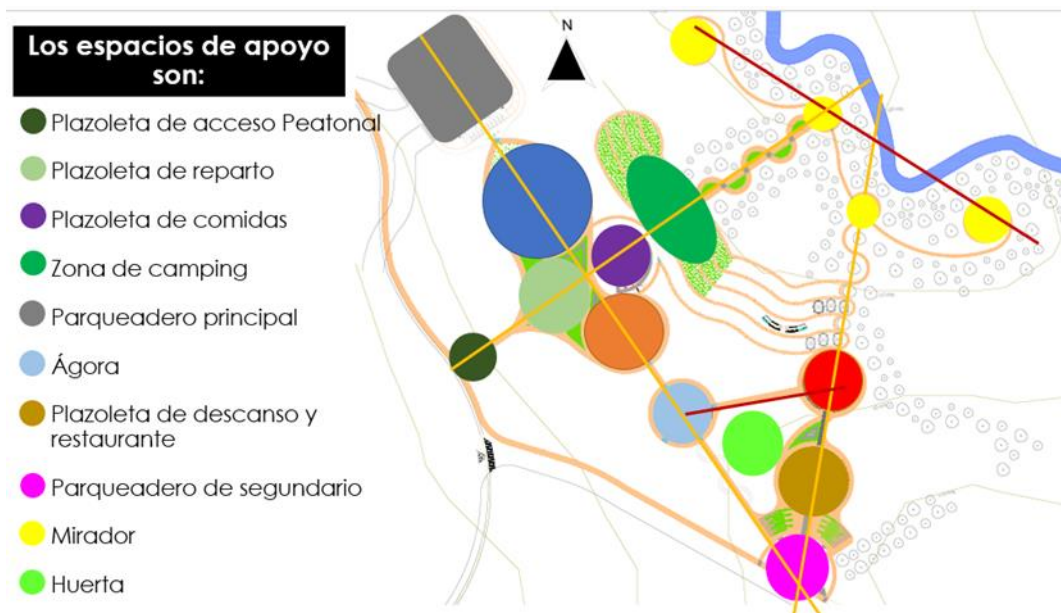 Los espacios de apoyo
son:
Plazoleta de acceso Peatonal
Plazoleta de reparto
Plazoleta de comidas
Zona de camping
Parqueadero principal
Ágora
Plazoleta de descanso y
restaurante
Parqueadero de segundario
Mirador
Huerta
N